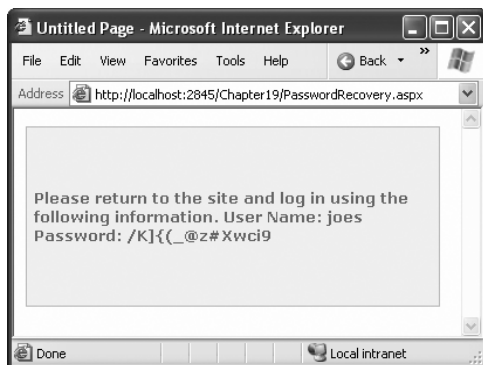 Untitled Page - Microsoft Internet Explorer
File Edit View Favorites Tools Help Back »
Address http://localhost:2845/Chapter19/PasswordRecovery.aspx
Please return to the site and log in using the
following information. User Name: joes
Password: /K]{(_@z#Xwci9
Done Local intranet